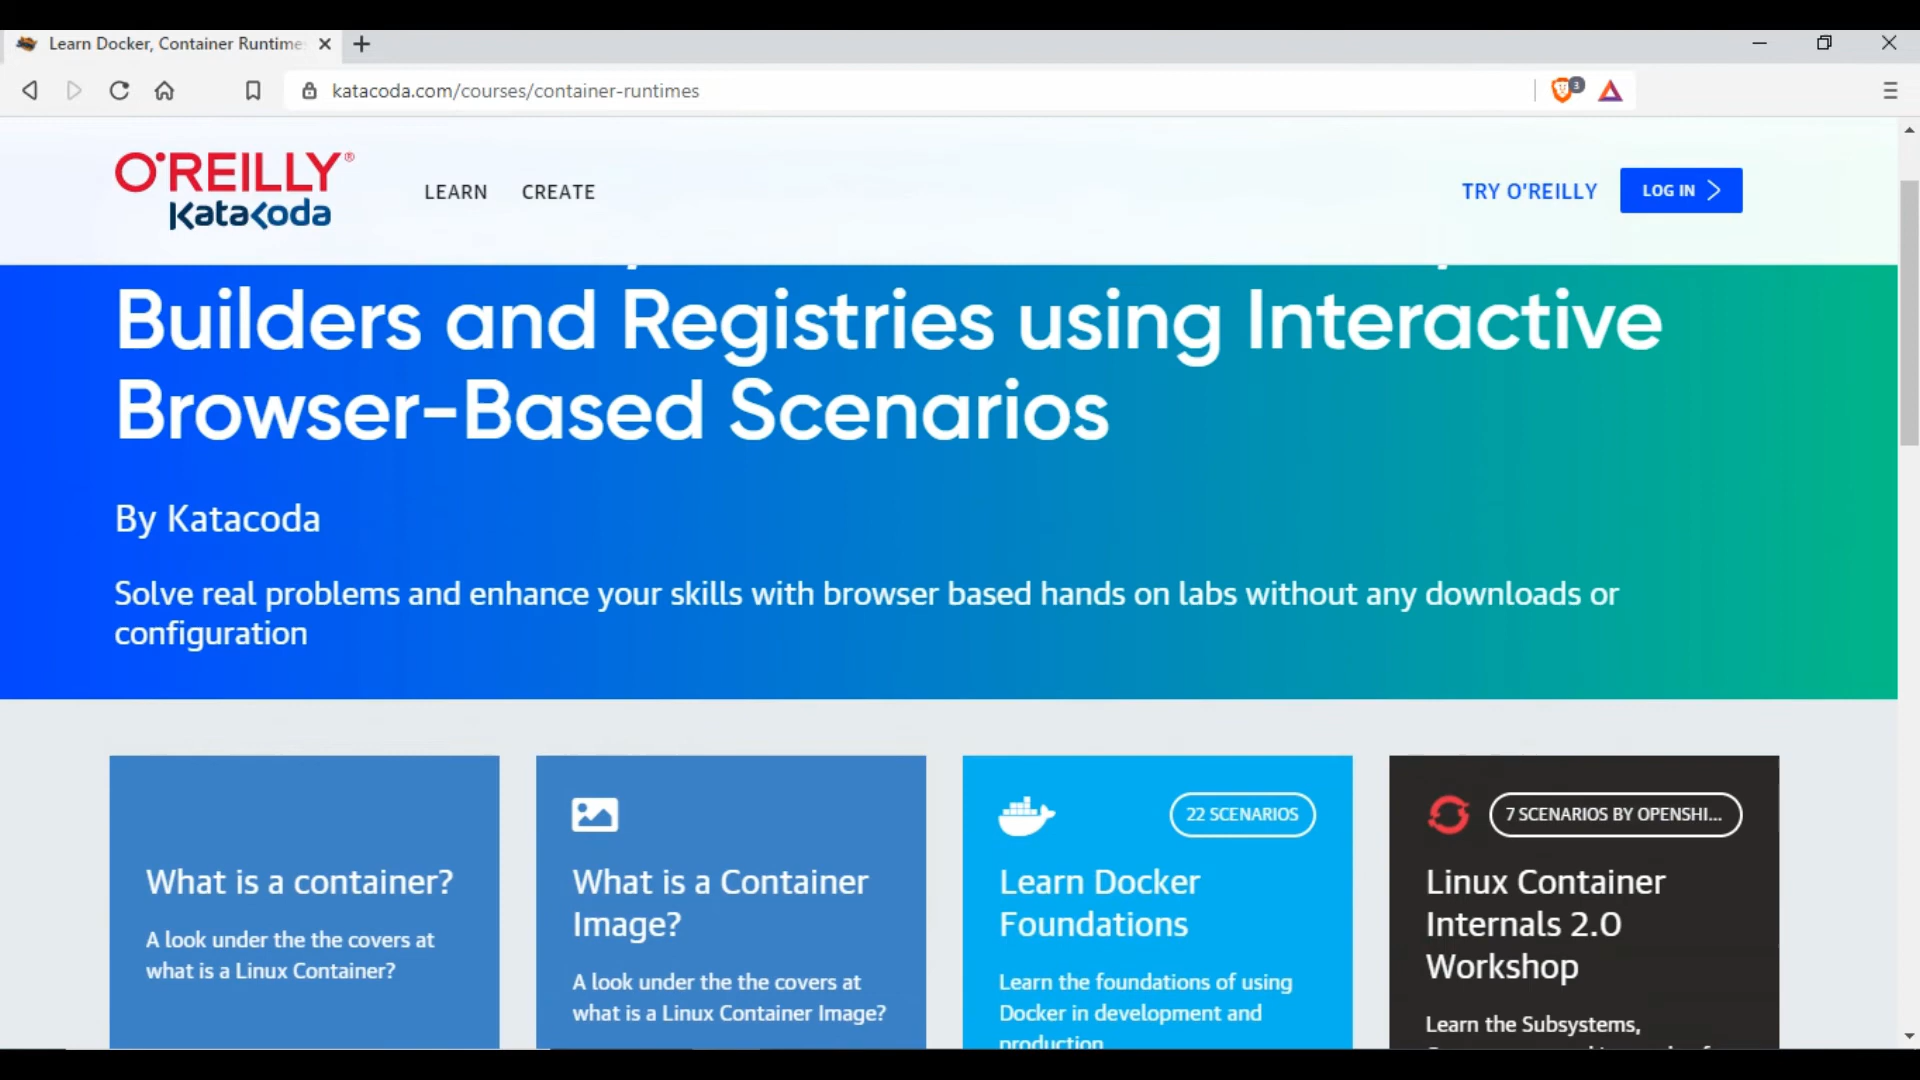 Learn Docker, Container Runtime
katacoda.com/courses/container-runtimes
3
O'REILLY®
Katacoda
LEARN
CREATE
TRY O'REILLY
LOG IN
Builders and Registries using Interactive
Browser-Based Scenarios
By Katacoda
Solve real problems and enhance your skills with browser based hands on labs without any downloads or
configuration
What is a container?
A look under the the covers at
what is a Linux Container?
What is a Container
Image?
A look under the the covers at
what is a Linux Container Image?
22 SCENARIOS
Learn Docker
Foundations
Learn the foundations of using
Docker in development and
production
7 SCENARIOS BY OPENSHI...
Linux Container
Internals 2.0
Workshop
Learn the Subsystems,